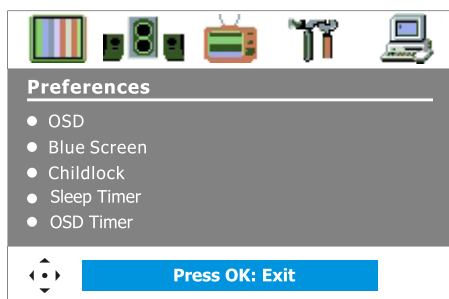 Preferences
OSD
Blue Screen
Childlock
Sleep Timer
OSD Timer
Press OK: Exit